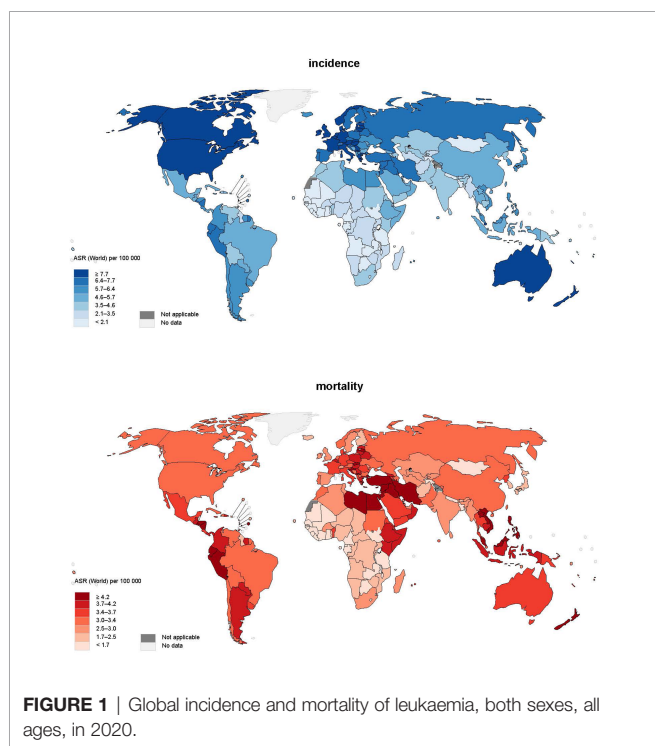 incidence
ASR (World) per 100 000
≥ 7.7
6.4–7.7
5.7–6.4
4.6–5.7
3.5–4.6
2.1–3.5
< 2.1
Not applicable
No data
mortality
ASR (World) per 100 000
≥ 4.2
3.7–4.2
3.4–3.7
3.0–3.4
2.5–3.0
1.7–2.5
< 1.7
Not applicable
No data
FIGURE 1 | Global incidence and mortality of leukaemia, both sexes, all
ages, in 2020.